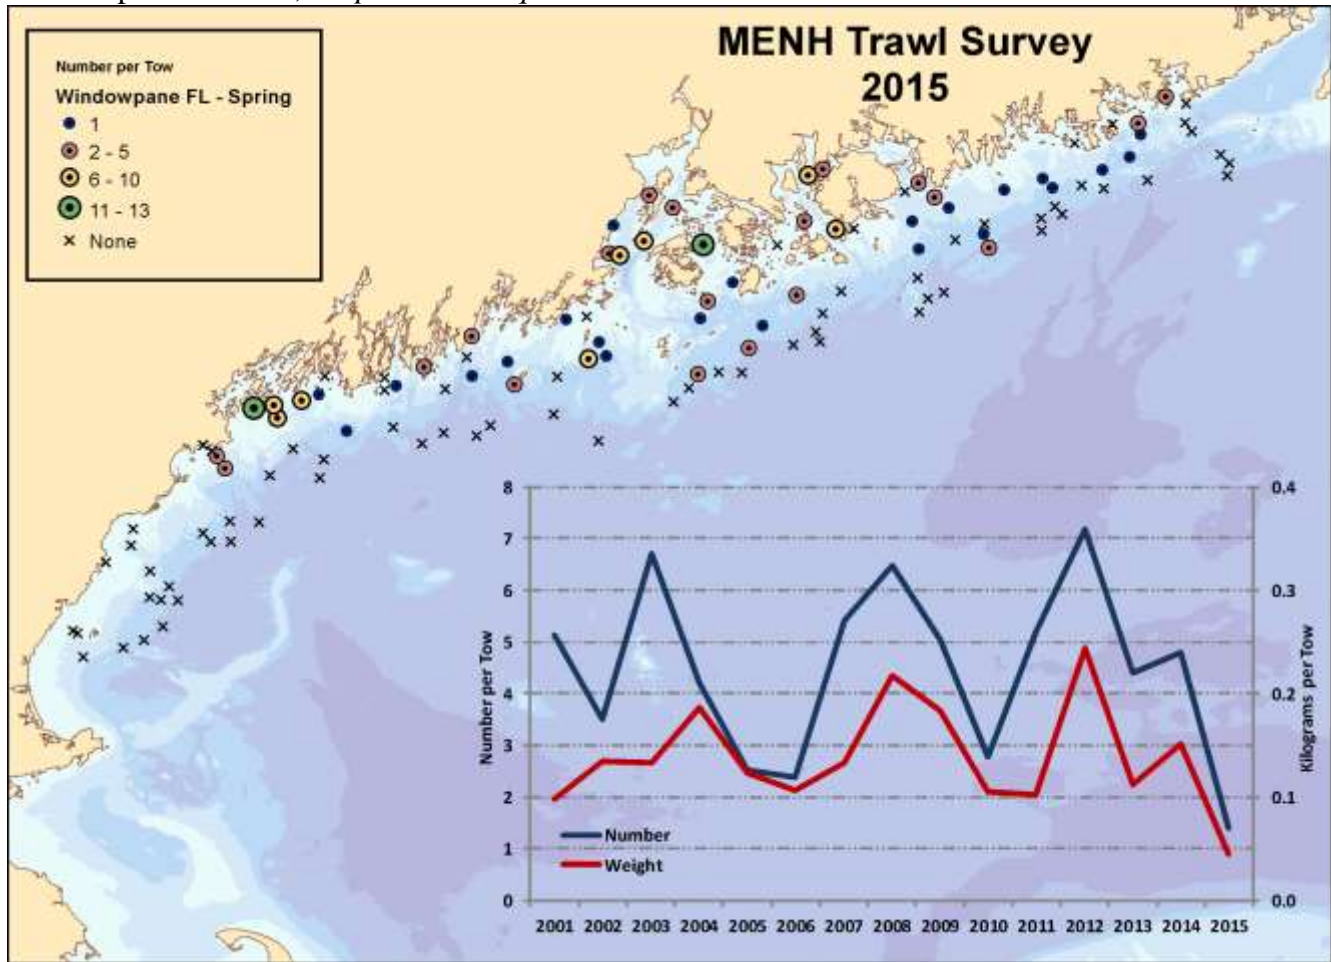 MENH Trawl Survey
2015
Number per Tow
Windowpane FL - Spring
1
2 - 5
6 - 10
11 - 13
None
8
7
6
5
4
3
2
1
0
Number per Tow
0.4
0.3
0.2
0.1
0.0
Kilograms per Tow
Number
Weight
2001 2002 2003 2004 2005 2006 2007 2008 2009 2010 2011 2012 2013 2014 2015